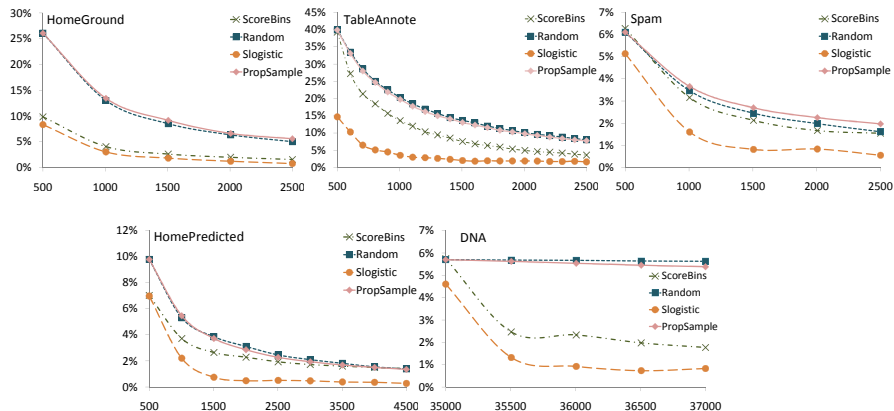 HomeGround
30%
25%
20%
15%
10%
5%
0%
500 1000 1500 2000 2500
ScoreBins
Random
Slogistic
PropSample
TableAnnote
45%
40%
35%
30%
25%
20%
15%
10%
5%
0%
500 1000 1500 2000 2500
ScoreBins
Random
Slogistic
PropSample
Spam
7%
6%
5%
4%
3%
2%
1%
0%
500 1000 1500 2000 2500
ScoreBins
Random
Slogistic
PropSample
HomePredicted
12%
10%
8%
6%
4%
2%
0%
500 1500 2500 3500 4500
ScoreBins
Random
Slogistic
PropSample
DNA
7%
6%
5%
4%
3%
2%
1%
0%
35000 35500 36000 36500 37000
ScoreBins
Random
Slogistic
PropSample